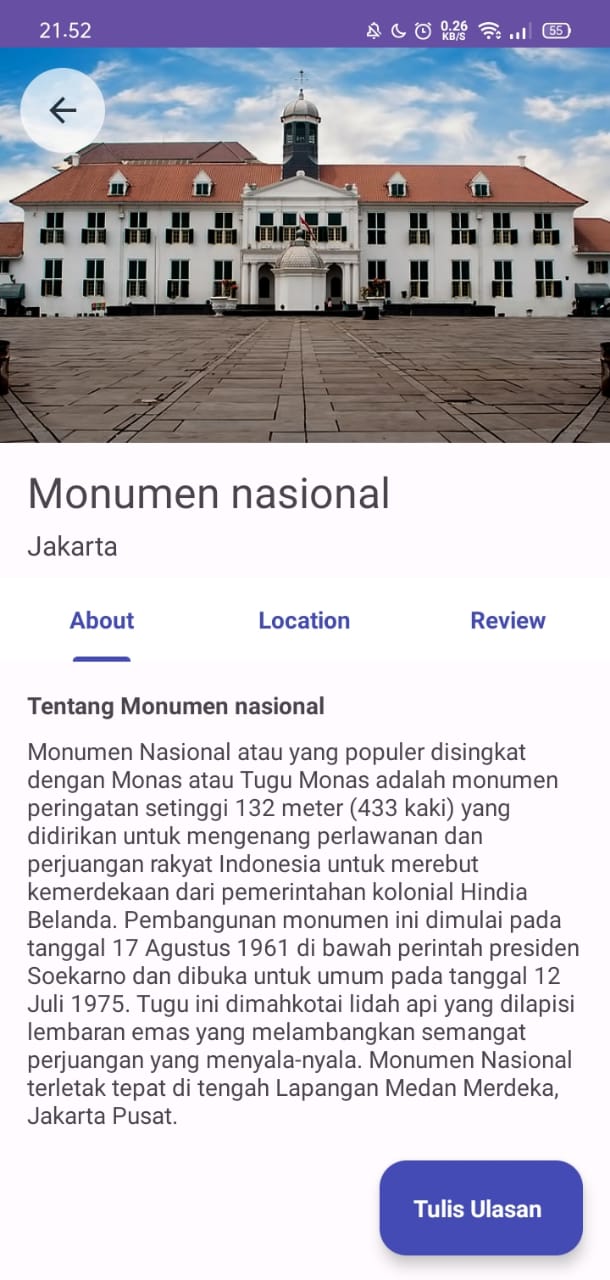 21.52
0.26
KB/S
55
Monumen nasional
Jakarta
About
Location
Review
Tentang Monumen nasional
Monumen Nasional atau yang populer disingkat
dengan Monas atau Tugu Monas adalah monumen
peringatan setinggi 132 meter (433 kaki) yang
didirikan untuk mengenang perlawanan dan
perjuangan rakyat Indonesia untuk merebut
kemerdekaan dari pemerintahan kolonial Hindia
Belanda. Pembangunan monumen ini dimulai pada
tanggal 17 Agustus 1961 di bawah perintah presiden
Soekarno dan dibuka untuk umum pada tanggal 12
Juli 1975. Tugu ini dimahkotai lidah api yang dilapisi
lembaran emas yang melambangkan semangat
perjuangan yang menyala-nyala. Monumen Nasional
terletak tepat di tengah Lapangan Medan Merdeka,
Jakarta Pusat.
Tulis Ulasan